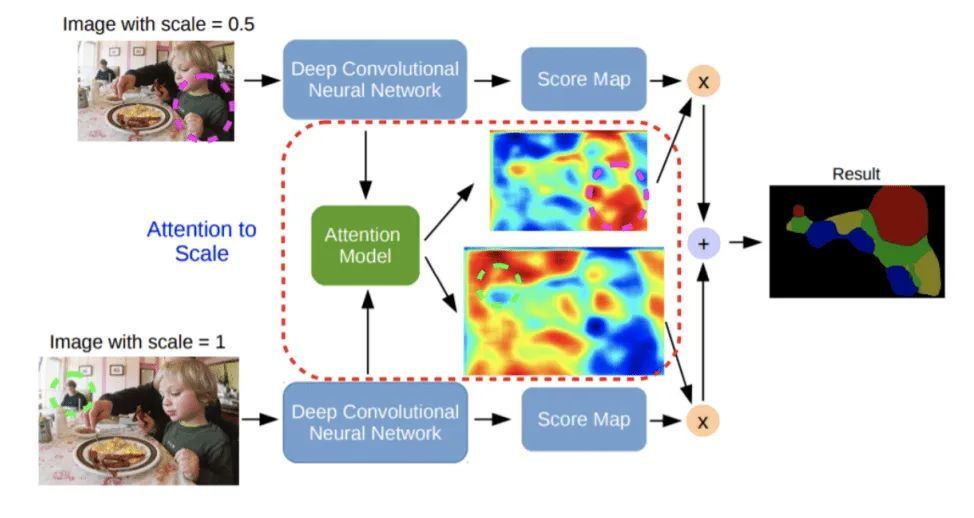 Image with scale = 0.5
Deep Convolutional
Neural Network
Score Map
x
Attention to
Scale
Attention
Model
+
Result
Image with scale = 1
Deep Convolutional
Neural Network
Score Map
x